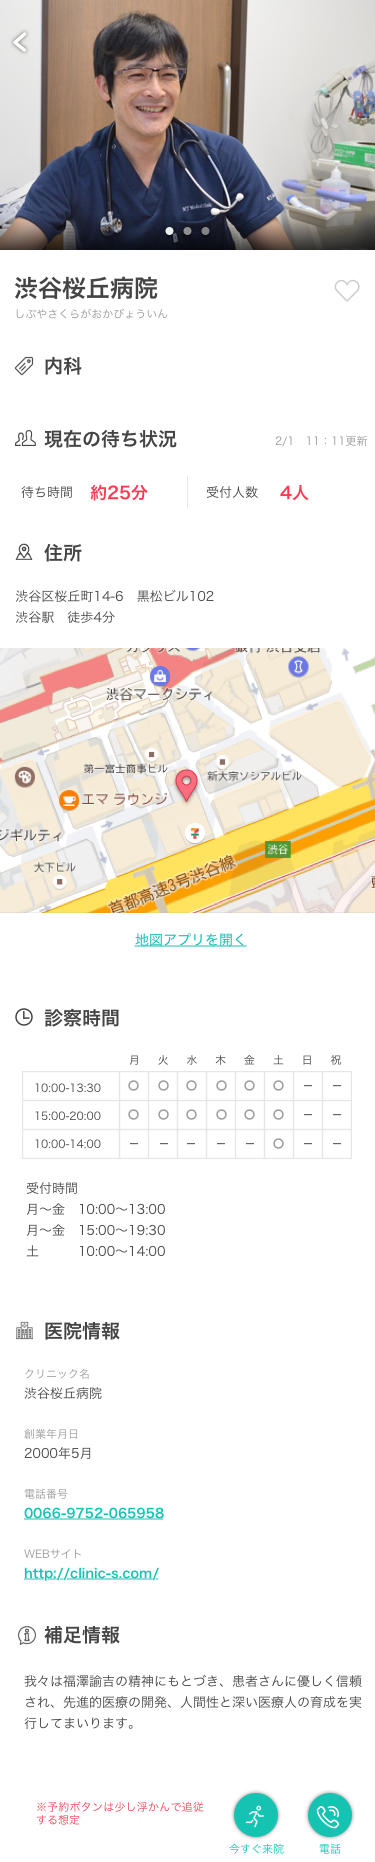 渋谷桜丘病院
しぶやさくらがおかびょういん
内科
現在の待ち状況 2/1 11：11更新
待ち時間 約25分 受付人数 4人
住所
渋谷区桜丘町14-6 黒松ビル102
渋谷駅 徒歩4分
渋谷マークシティ
第一富士商事ビル
新大宗ソシアルビル
エマ ラウンジ
ジギルティ
渋谷
大下ビル
首都高速3号渋谷線
地図アプリを開く
診察時間
月 火 水 木 金 土 日 祝
10:00-13:30 ○ ○ ○ ○ ○ ○ − −
15:00-20:00 ○ ○ ○ ○ ○ ○ − −
10:00-14:00 − − − − − ○ − −
受付時間
月〜金 10:00〜13:00
月〜金 15:00〜19:30
土 10:00〜14:00
医院情報
クリニック名
渋谷桜丘病院
創業年月日
2000年5月
電話番号
0066-9752-065958
WEBサイト
http://clinic-s.com/
補足情報
我々は福澤諭吉の精神にもとづき、患者さんに優しく信頼
され、先進的医療の開発、人間性と深い医療人の育成を実
行してまいります。
※予約ボタンは少し浮かんで追従
する想定
今すぐ来院 電話